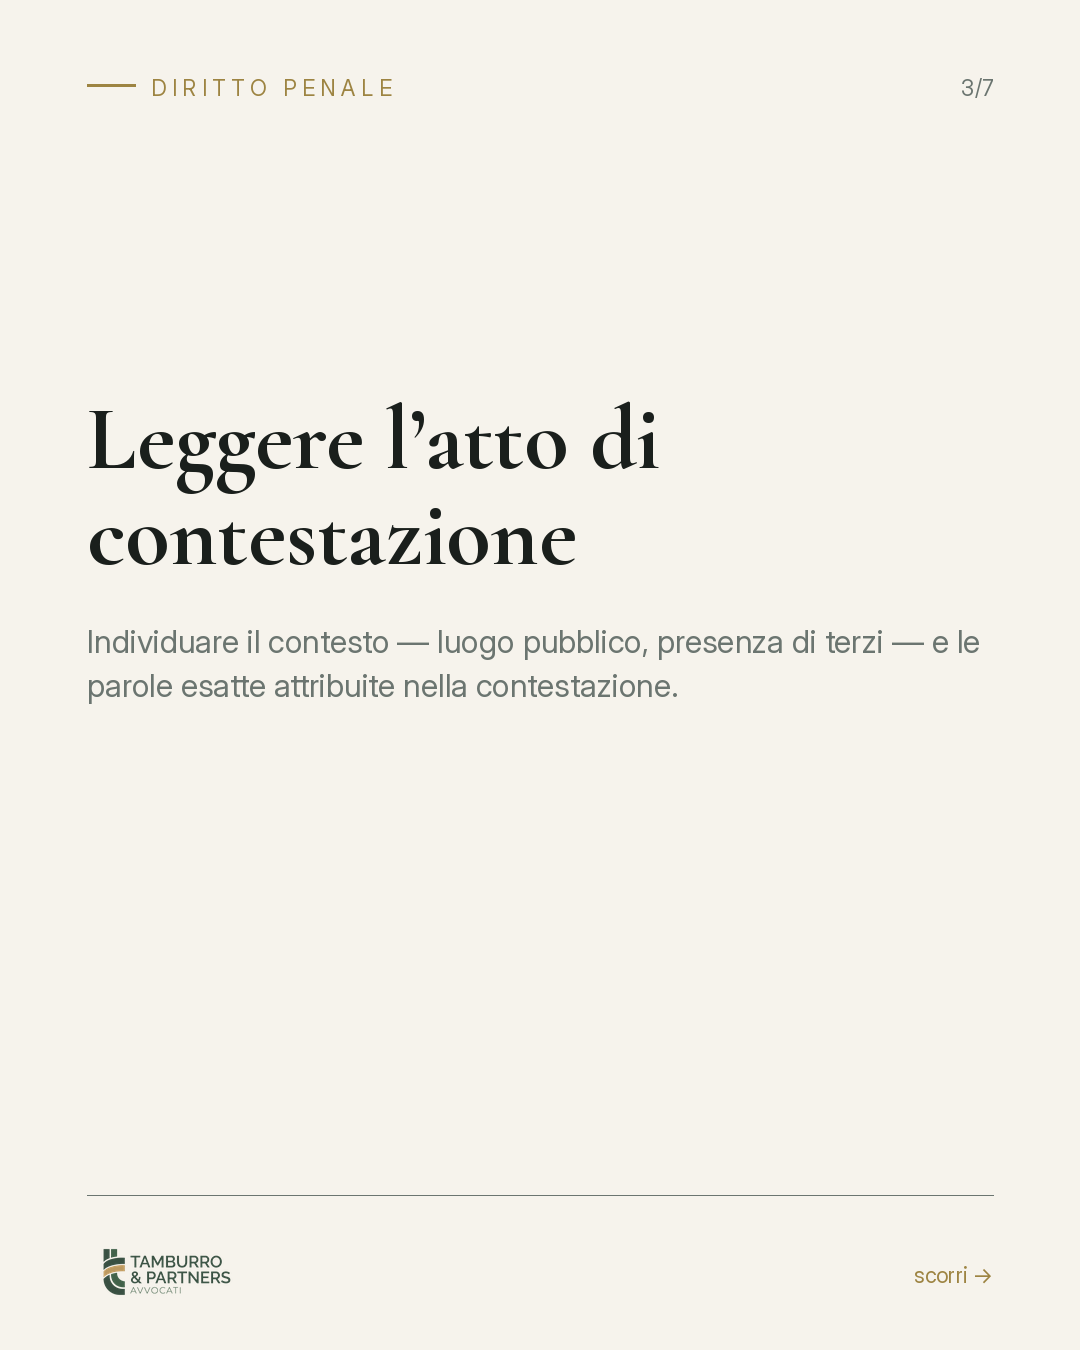 DIRITTO PENALE
3/7
Leggere l’atto di
contestazione
Individuare il contesto — luogo pubblico, presenza di terzi — e le
parole esatte attribuite nella contestazione.
TAMBURRO
& PARTNERS
AVVOCATI
scorri →